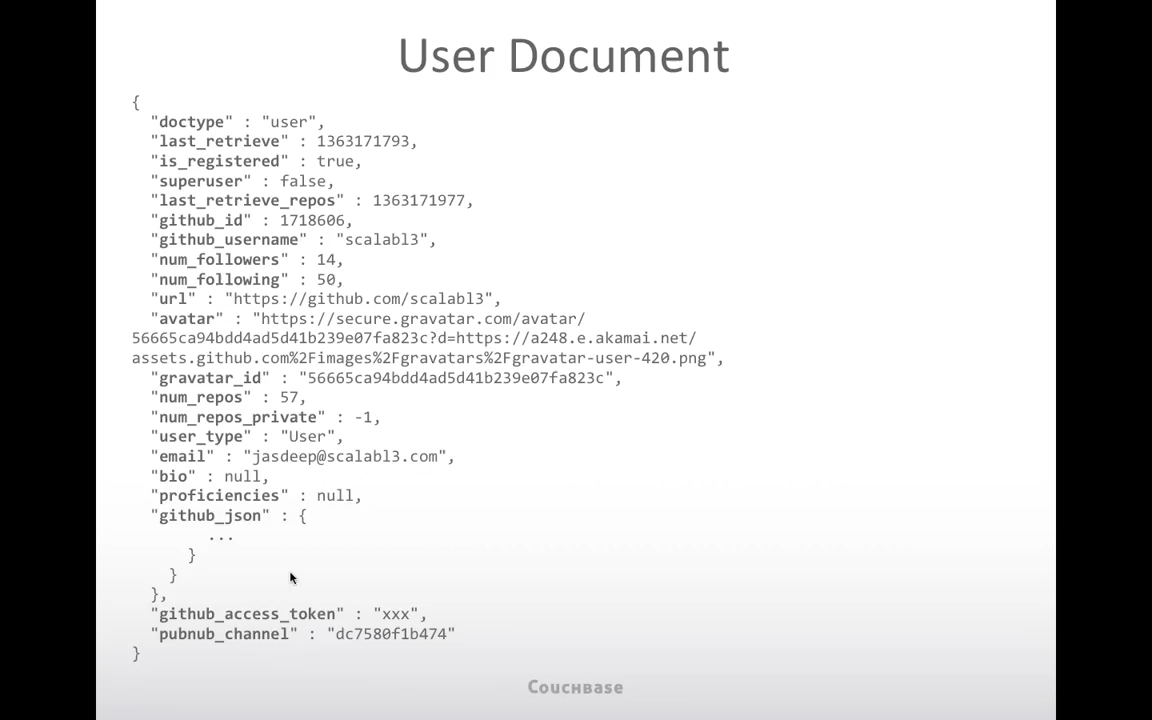 User Document
{
"doctype" : "user",
"last_retrieve" : 1363171793,
"is_registered" : true,
"superuser" : false,
"last_retrieve_repos" : 1363171977,
"github_id" : 1718606,
"github_username" : "scalabl3",
"num_followers" : 14,
"num_following" : 50,
"url" : "https://github.com/scalabl3",
"avatar" : "https://secure.gravatar.com/avatar/
56665ca94bdd4ad5d41b239e07fa823c?d=https://a248.e.akamai.net/
assets.github.com%2Fimages%2Fgravatars%2Fgravatar-user-420.png",
"gravatar_id" : "56665ca94bdd4ad5d41b239e07fa823c",
"num_repos" : 57,
"num_repos_private" : -1,
"user_type" : "User",
"email" : "jasdeep@scalabl3.com",
"bio" : null,
"proficiencies" : null,
"github_json" : {
...
}
}
},
"github_access_token" : "xxx",
"pubnub_channel" : "dc7580f1b474"
}
Couchbase